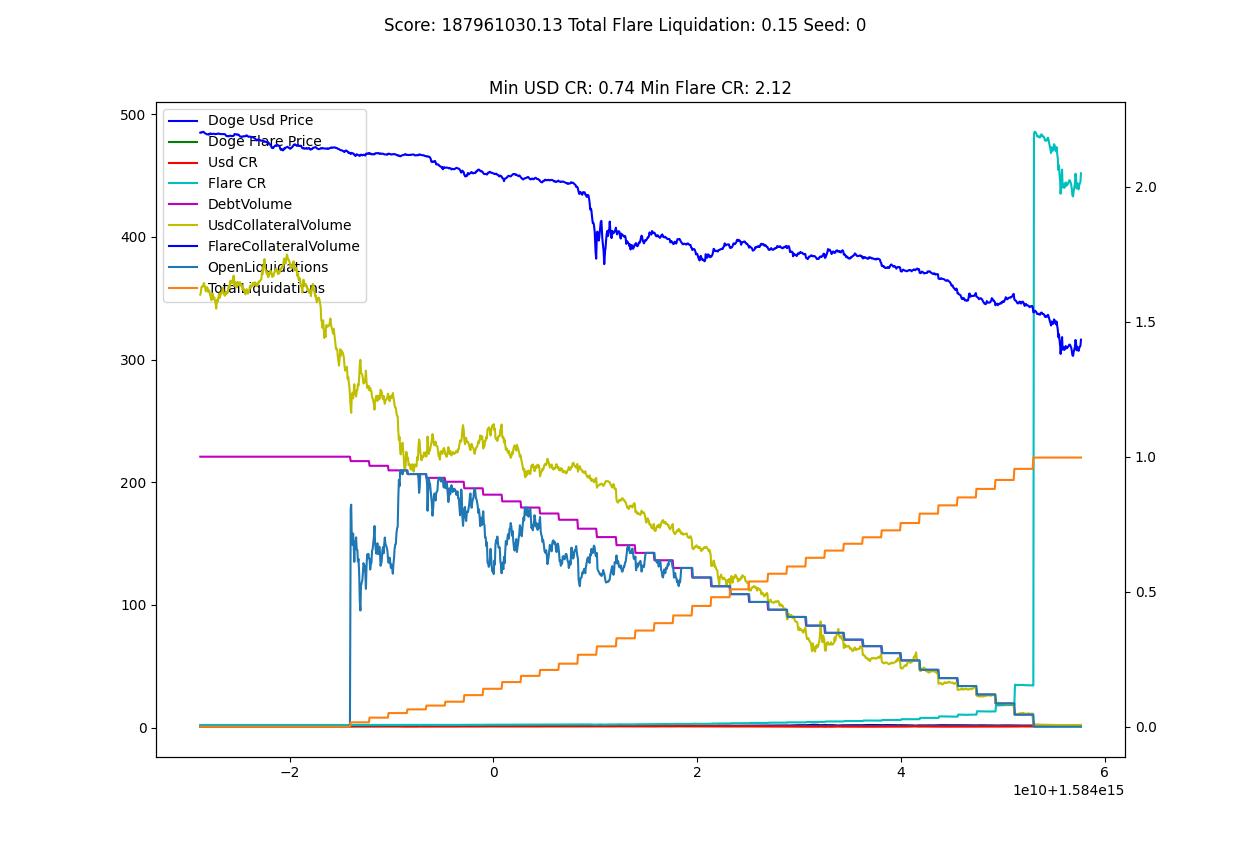 Score: 187961030.13 Total Flare Liquidation: 0.15 Seed: 0
Min USD CR: 0.74 Min Flare CR: 2.12
Doge Usd Price
Doge Flare Price
Usd CR
Flare CR
DebtVolume
UsdCollateralVolume
FlareCollateralVolume
OpenLiquidations
TotalLiquidations
500
400
300
200
100
0
2.0
1.5
1.0
0.5
0.0
−2
0
2
4
6
1e10+1.584e15